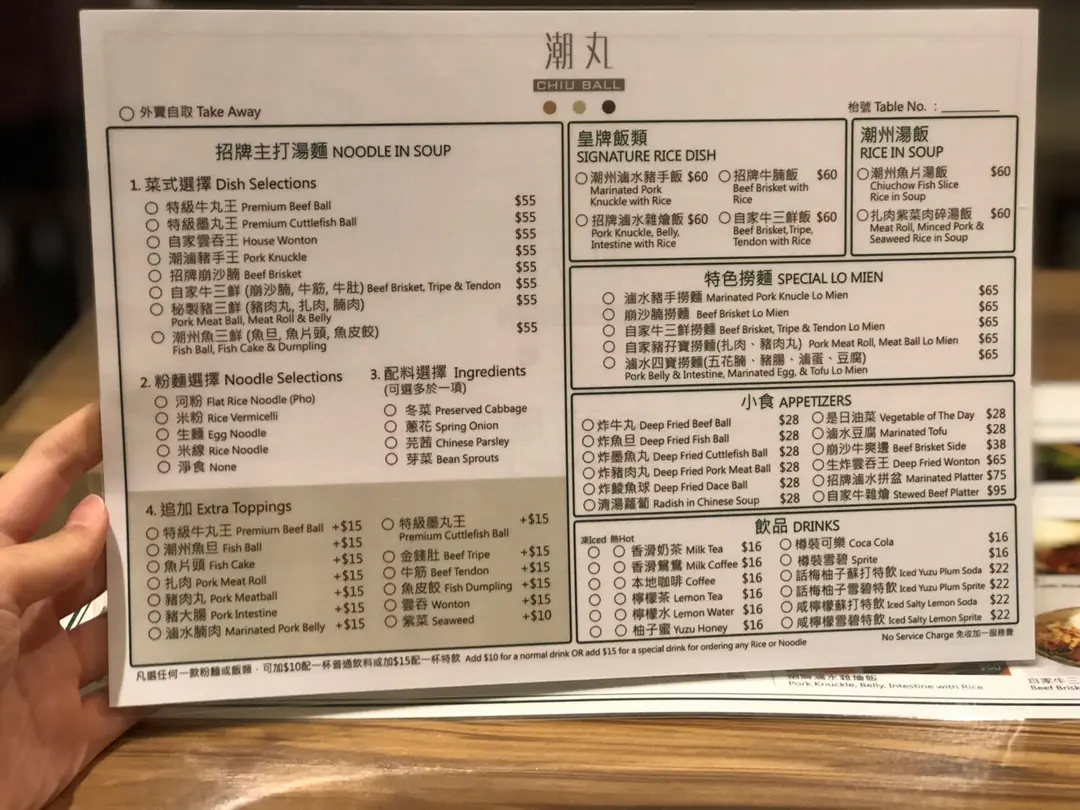 潮丸
CHIU BALL
外賣自取 Take Away
枱號 Table No. : ________
招牌主打湯麵 NOODLE IN SOUP
1. 菜式選擇 Dish Selections
特級牛丸王 Premium Beef Ball $55
特級墨丸王 Premium Cuttlefish Ball $55
自家雲吞王 House Wonton $55
潮滷豬手王 Pork Knuckle $55
招牌崩沙腩 Beef Brisket $55
自家牛三鮮 (崩沙腩, 牛筋, 牛肚) Beef Brisket, Tripe & Tendon $55
秘製豬三鮮 (豬肉丸, 扎肉, 腩肉) $55
Pork Meat Ball, Meat Roll & Belly
潮州魚三鮮 (魚旦, 魚片頭, 魚皮餃) $55
Fish Ball, Fish Cake & Dumpling
2. 粉麵選擇 Noodle Selections
河粉 Flat Rice Noodle (Pho)
米粉 Rice Vermicelli
生麵 Egg Noodle
米線 Rice Noodle
淨食 None
3. 配料選擇 Ingredients
(可選多於一項)
冬菜 Preserved Cabbage
蔥花 Spring Onion
芫茜 Chinese Parsley
芽菜 Bean Sprouts
4. 追加 Extra Toppings
特級牛丸王 Premium Beef Ball +$15
潮州魚旦 Fish Ball +$15
魚片頭 Fish Cake +$15
扎肉 Pork Meat Roll +$15
豬肉丸 Pork Meatball +$15
豬大腸 Pork Intestine +$15
滷水腩肉 Marinated Pork Belly +$15
特級墨丸王 +$15
Premium Cuttlefish Ball
金錢肚 Beef Tripe +$15
牛筋 Beef Tendon +$15
魚皮餃 Fish Dumpling +$15
雲吞 Wonton +$15
紫菜 Seaweed +$10
皇牌飯類
SIGNATURE RICE DISH
潮州滷水豬手飯 $60
Marinated Pork
Knuckle with Rice
招牌牛腩飯 $60
Beef Brisket with
Rice
招牌滷水雜燴飯 $60
Pork Knuckle, Belly,
Intestine with Rice
自家牛三鮮飯 $60
Beef Brisket,Tripe,
Tendon with Rice
潮州湯飯
RICE IN SOUP
潮州魚片湯飯 $60
Chiuchow Fish Slice
Rice in Soup
扎肉紫菜肉碎湯飯 $60
Meat Roll, Minced Pork &
Seaweed Rice in Soup
特色撈麵 SPECIAL LO MIEN
滷水豬手撈麵 Marinated Pork Knucle Lo Mien $65
崩沙腩撈麵 Beef Brisket Lo Mien $65
自家牛三鮮撈麵 Beef Brisket, Tripe & Tendon Lo Mien $65
自家豬孖寶撈麵(扎肉、豬肉丸) Pork Meat Roll, Meat Ball Lo Mien $65
滷水四寶撈麵(五花腩、豬腸、滷蛋、豆腐) $65
Pork Belly & Intestine, Marinated Egg, & Tofu Lo Mien
小食 APPETIZERS
炸牛丸 Deep Fried Beef Ball $28
炸魚旦 Deep Fried Fish Ball $28
炸墨魚丸 Deep Fried Cuttlefish Ball $28
炸豬肉丸 Deep Fried Pork Meat Ball $28
炸鯪魚球 Deep Fried Dace Ball $28
清湯蘿蔔 Radish in Chinese Soup $28
是日油菜 Vegetable of The Day $28
滷水豆腐 Marinated Tofu $28
崩沙牛爽邊 Beef Brisket Side $38
生炸雲吞王 Deep Fried Wonton $65
招牌滷水拼盆 Marinated Platter $75
自家牛雜燴 Stewed Beef Platter $95
飲品 DRINKS
凍Iced 熱Hot
香滑奶茶 Milk Tea $16
香滑鴛鴦 Milk Coffee $16
本地咖啡 Coffee $16
檸檬茶 Lemon Tea $16
檸檬水 Lemon Water $16
柚子蜜 Yuzu Honey $16
樽裝可樂 Coca Cola $16
樽裝雪碧 Sprite $16
話梅柚子蘇打特飲 Iced Yuzu Plum Soda $22
話梅柚子雪碧特飲 Iced Yuzu Plum Sprite $22
咸檸檬蘇打特飲 Iced Salty Lemon Soda $22
咸檸檬雪碧特飲 Iced Salty Lemon Sprite $22
凡選任何一款粉麵或飯類，可加$10配一杯普通飲料或加$15配一杯特飲 Add $10 for a normal drink OR add $15 for a special drink for ordering any Rice or Noodle
No Service Charge 免收加一服務費
Pork Knuckle, Belly, Intestine with Rice
自家牛三
Beef Brisk